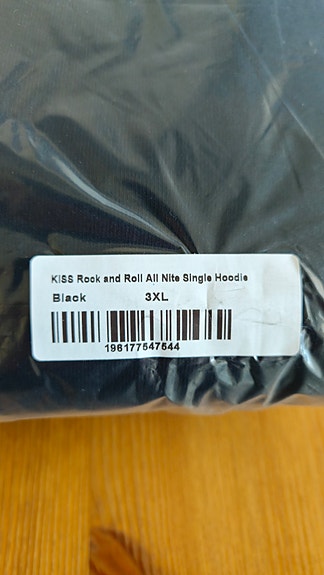 KISS Rock and Roll All Nite Single Hoodie
Black 3XL
196177547544